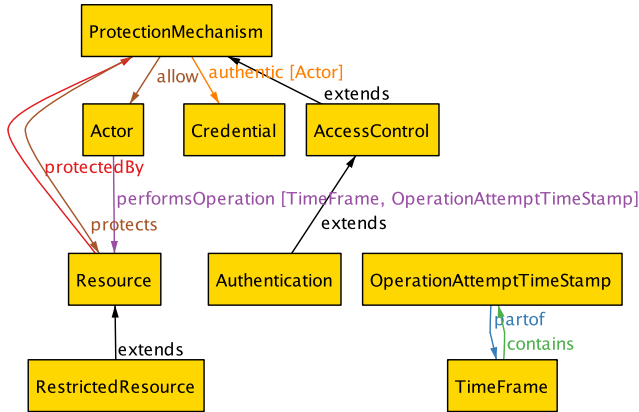 ProtectionMechanism
allow
authentic [Actor]
extends
Actor
Credential
AccessControl
protectedBy
performsOperation [TimeFrame, OperationAttemptTimeStamp]
protects
extends
Resource
Authentication
OperationAttemptTimeStamp
partof
contains
extends
RestrictedResource
TimeFrame